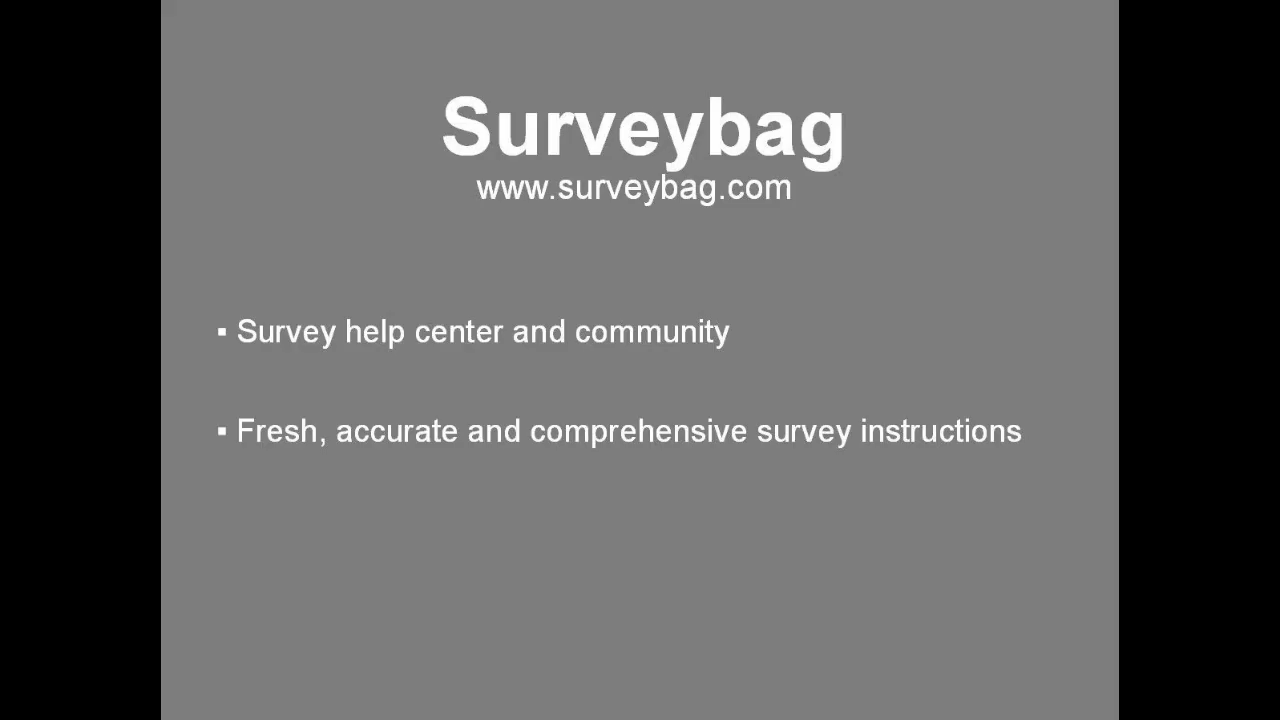 Surveybag
www.surveybag.com
▪ Survey help center and community
▪ Fresh, accurate and comprehensive survey instructions